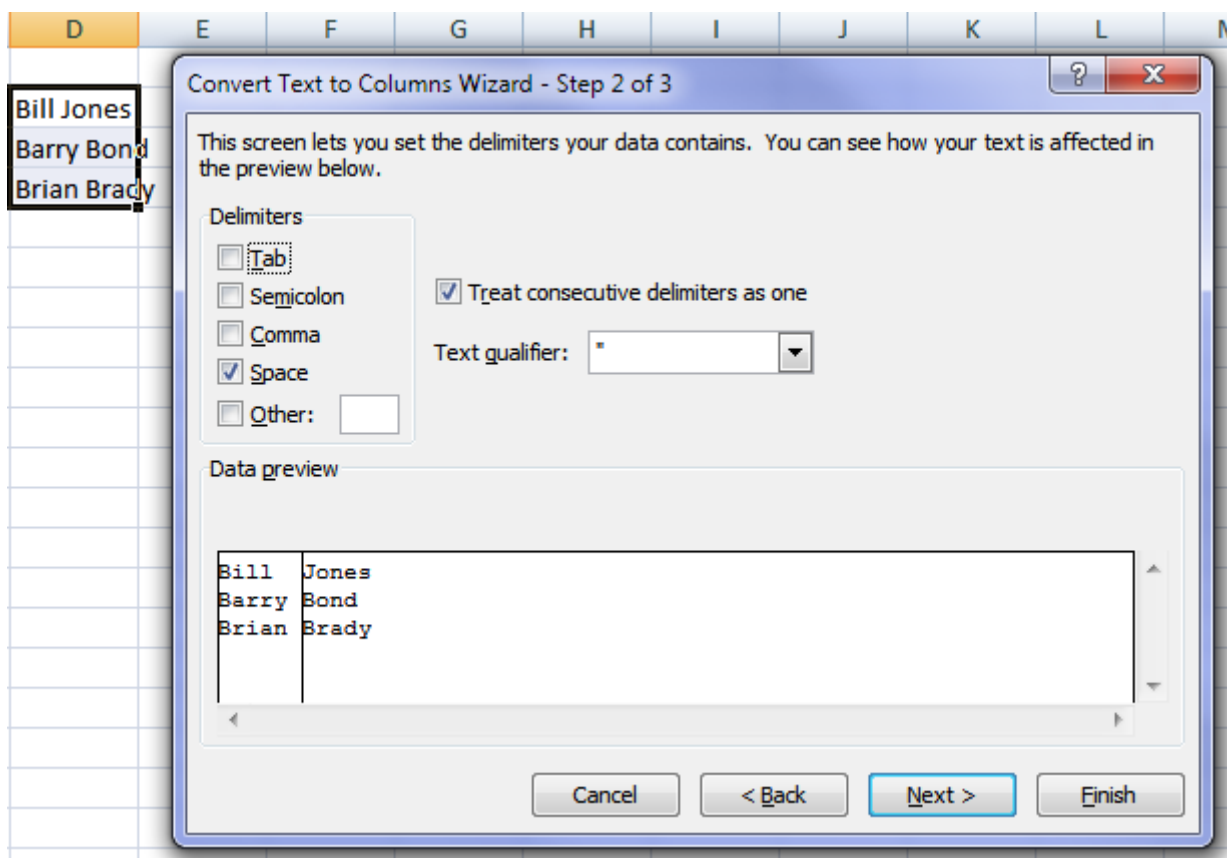 D E F G H I J K L
Convert Text to Columns Wizard - Step 2 of 3
Bill Jones
Barry Bond
Brian Brady
This screen lets you set the delimiters your data contains.  You can see how your text is affected in
the preview below.
Delimiters
Tab
Semicolon
Comma
Space
Other:
Treat consecutive delimiters as one
Text qualifier: "
Data preview
Bill Jones
Barry Bond
Brian Brady
Cancel < Back Next > Finish